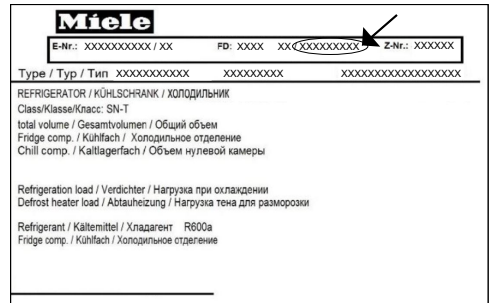 Miele
E-Nr.: XXXXXXXXXX / XX FD: XXXX XX XXXXXXXXX Z-Nr.: XXXXXX
Type / Typ / Тип XXXXXXXXXXX XXXXXXXXX XXXXXXXXXXXXXXXXXX
REFRIGERATOR / KÜHLSCHRANK / ХОЛОДИЛЬНИК
Class/Klasse/Класс: SN-T
total volume / Gesamtvolumen / Общий объем
Fridge comp. / Kühlfach / Холодильное отделение
Chill comp. / Kaltlagerfach / Объем нулевой камеры
Refrigeration load / Verdichter / Нагрузка при охлаждении
Defrost heater load / Abtauheizung / Нагрузка тена для разморозки
Refrigerant / Kältemittel / Хладагент R600a
Fridge comp. / Kühlfach / Холодильное отделение